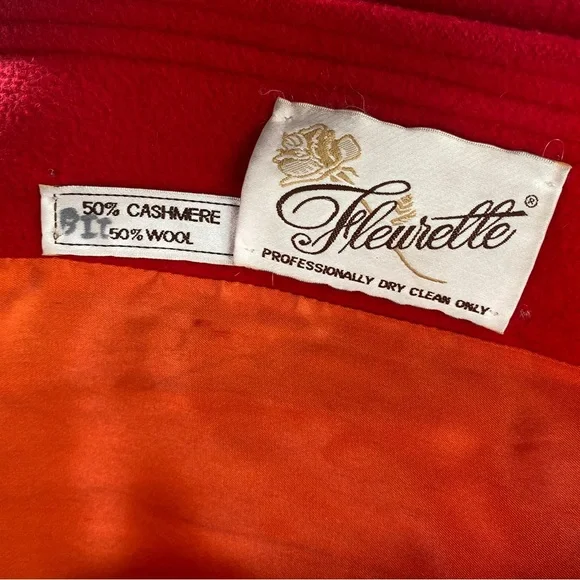 50% CASHMERE
50% WOOL
Fleurette®
PROFESSIONALLY DRY CLEAN ONLY